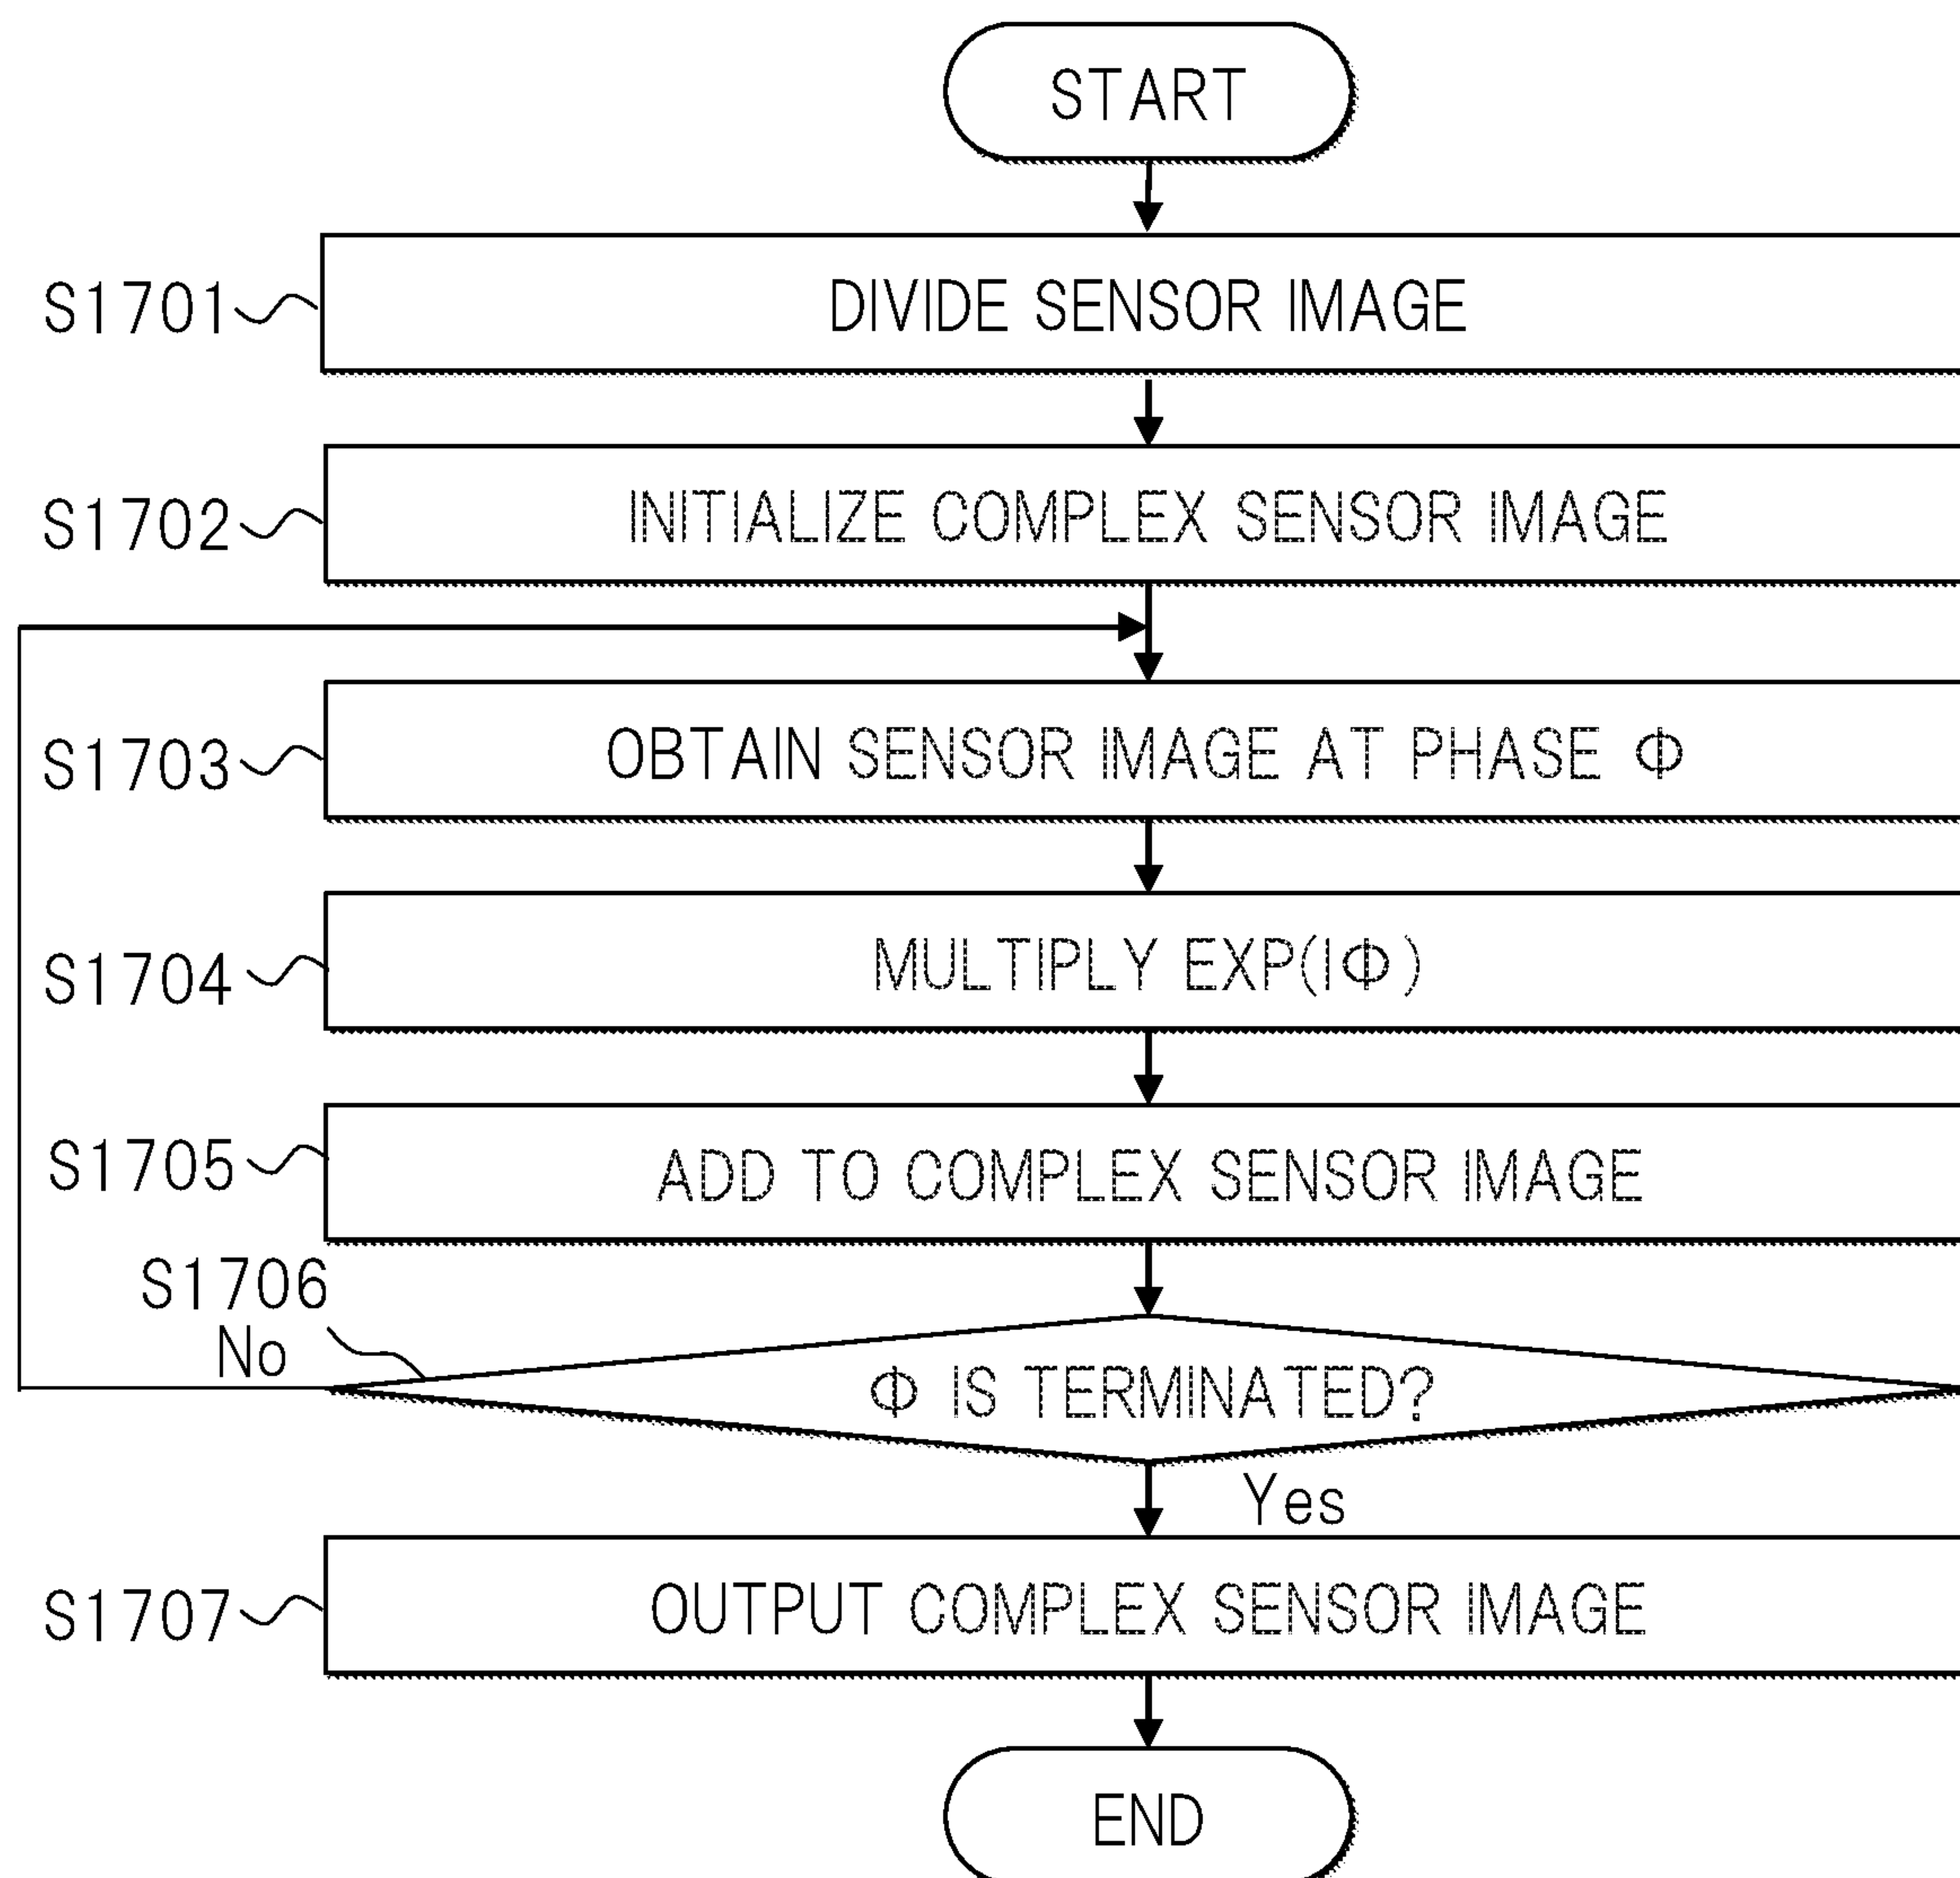 START
S1701
DIVIDE SENSOR IMAGE
S1702
INITIALIZE COMPLEX SENSOR IMAGE
S1703
OBTAIN SENSOR IMAGE AT PHASE Φ
S1704
MULTIPLY EXP(IΦ)
S1705
ADD TO COMPLEX SENSOR IMAGE
S1706
No
Φ IS TERMINATED?
Yes
S1707
OUTPUT COMPLEX SENSOR IMAGE
END